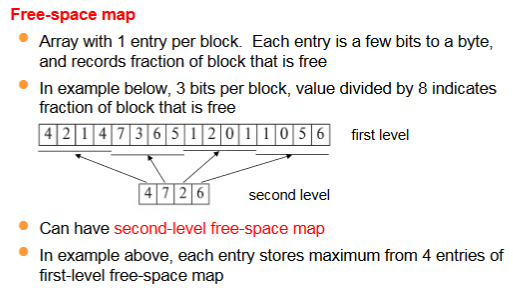 Free-space map
Array with 1 entry per block. Each entry is a few bits to a byte,
and records fraction of block that is free
In example below, 3 bits per block, value divided by 8 indicates
fraction of block that is free
4 2 1 4 7 3 6 5 1 2 0 1 1 0 5 6 first level
4 7 2 6 second level
Can have second-level free-space map
In example above, each entry stores maximum from 4 entries of
first-level free-space map